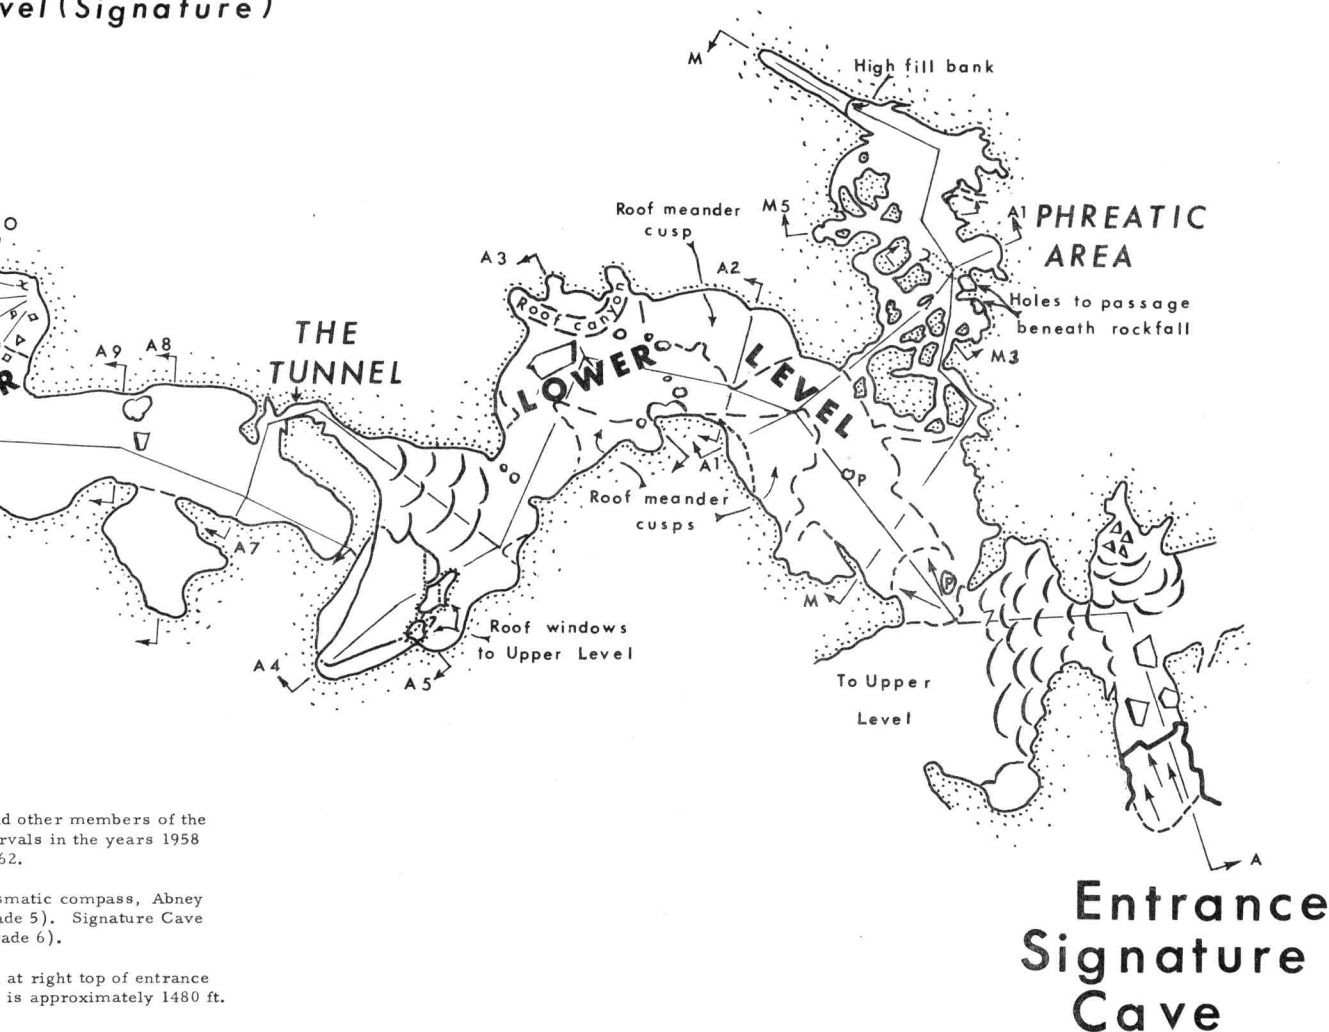 vel (Signature)
M
High fill bank
O
Roof meander
cusp
M5
A1
PHREATIC
AREA
A3
A2
Roof canyon
Holes to passage
beneath rockfall
M3
THE
TUNNEL
A9
A8
R
LOWER
LEVEL
A1
P
Roof meander
cusps
A7
P
M
Roof windows
to Upper Level
A4
A5
To Upper
Level
d other members of the
rvals in the years 1958
62.
smatic compass, Abney
ade 5). Signature Cave
ade 6).
at right top of entrance
is approximately 1480 ft.
A
Entrance
Signature
Cave